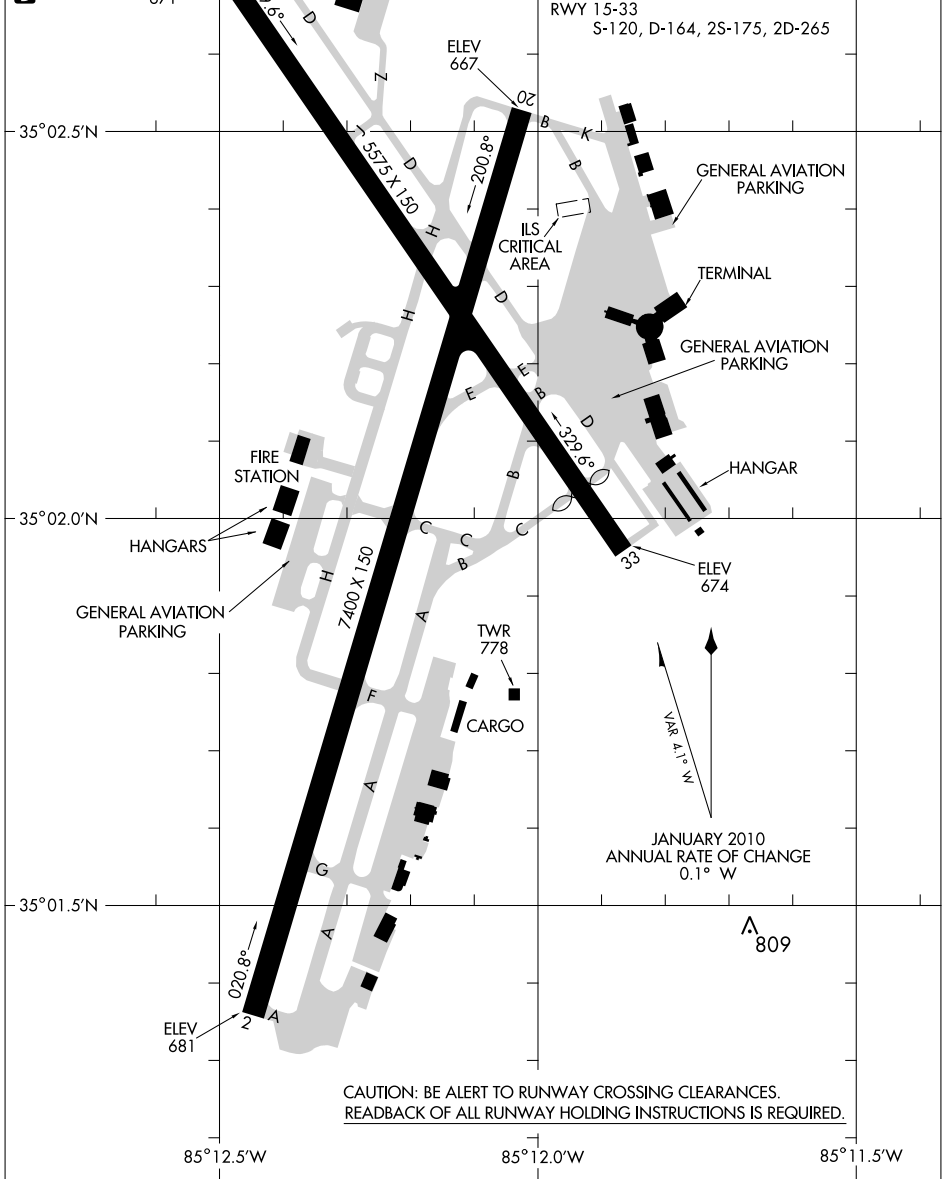 RWY 15-33
S-120, D-164, 2S-175, 2D-265
D
ELEV
667
Z
20
B
K
35°02.5'N
5575 X 150
D
200.8°
B
GENERAL AVIATION
PARKING
H
ILS
CRITICAL
AREA
TERMINAL
D
H
GENERAL AVIATION
PARKING
E
E
B
D
329.6°
FIRE
STATION
B
HANGAR
35°02.0'N
C
C
C
HANGARS
B
33
ELEV
674
H
7400 X 150
GENERAL AVIATION
PARKING
A
TWR
778
F
CARGO
VAR 4.1° W
A
JANUARY 2010
ANNUAL RATE OF CHANGE
0.1° W
G
35°01.5'N
A
809
020.8°
2
A
ELEV
681
CAUTION: BE ALERT TO RUNWAY CROSSING CLEARANCES.
READBACK OF ALL RUNWAY HOLDING INSTRUCTIONS IS REQUIRED.
85°12.5'W
85°12.0'W
85°11.5'W